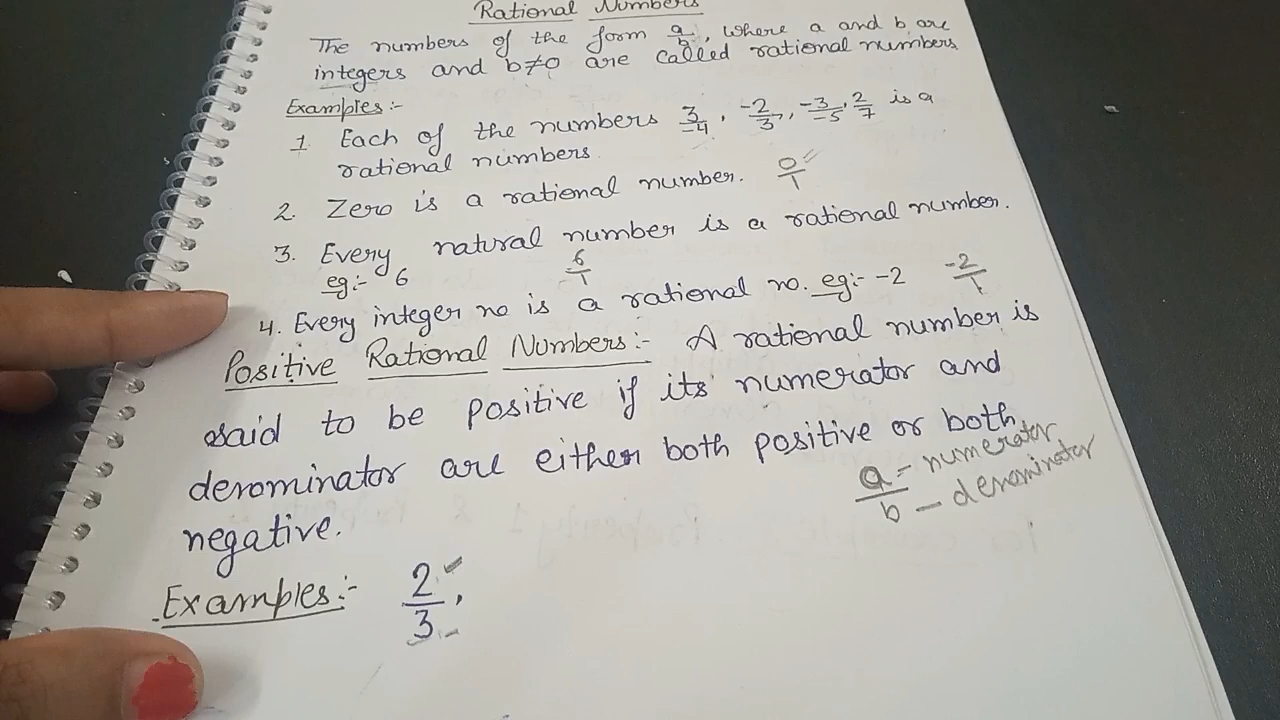 Rational Numbers
The numbers of the form a/b, where a and b are
integers and b≠0 are called rational numbers
Examples:-
1. Each of the numbers 3/-4, -2/3, -3/-5, 2/7 is a
rational numbers.
2. Zero is a rational number. 0/1
3. Every natural number is a rational number.
eg:- 6 6/1
4. Every integer no is a rational no. eg:- -2 -2/1
Positive Rational Numbers:- A rational number is
said to be positive if its numerator and
denominator are either both positive or both
negative.
a - numerator
b - denominator
Examples:- 2/3,